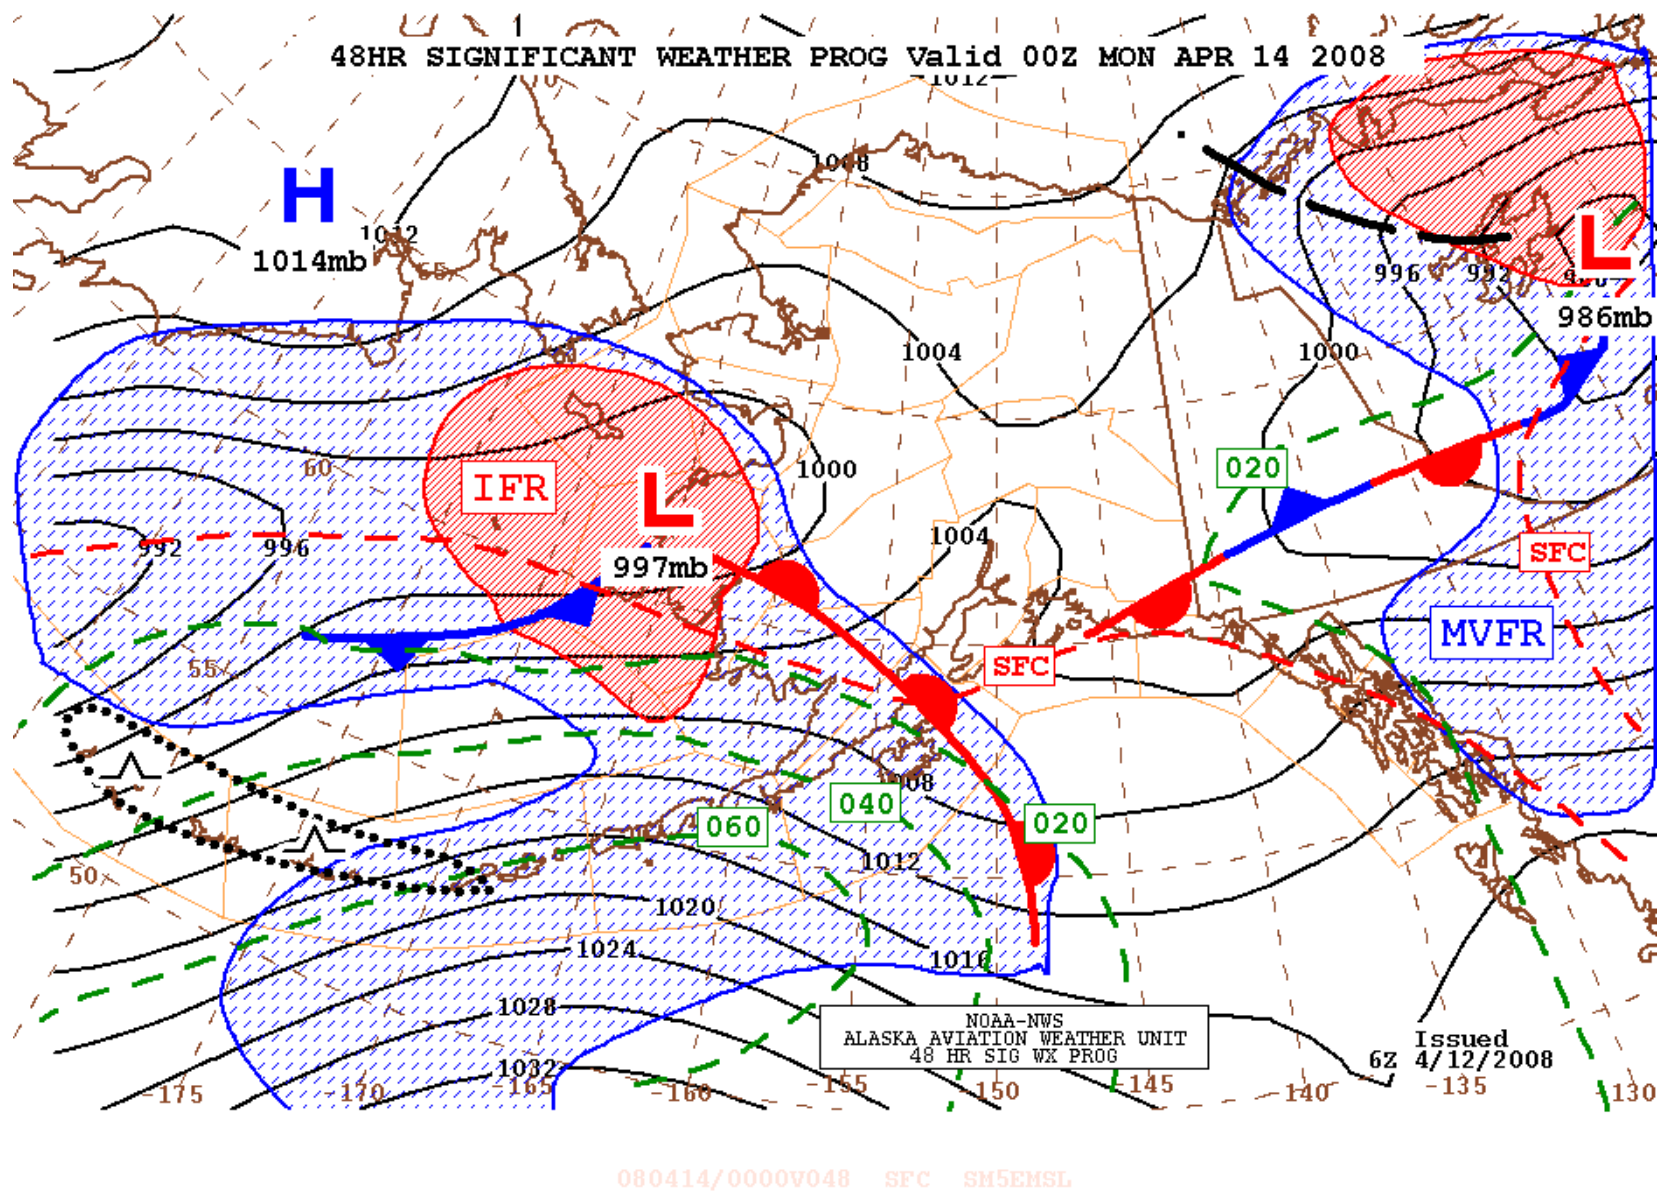 48HR SIGNIFICANT WEATHER PROG Valid 00Z MON APR 14 2008
1012
1008
H
1012
1014mb
65
L
996
992
986mb
1004
1000
60
1000
020
IFR
L
992
996
1004
SFC
997mb
MVFR
SFC
55
040
008
060
020
1012
50
1020
1024
1016
1028
NOAA-NWS
ALASKA AVIATION WEATHER UNIT
48 HR SIG WX PROG
Issued
6Z 4/12/2008
1032
-175
-170
-165
-160
-155
-150
-145
-140
-135
-130
080414/0000V048 SFC SM5EMSL